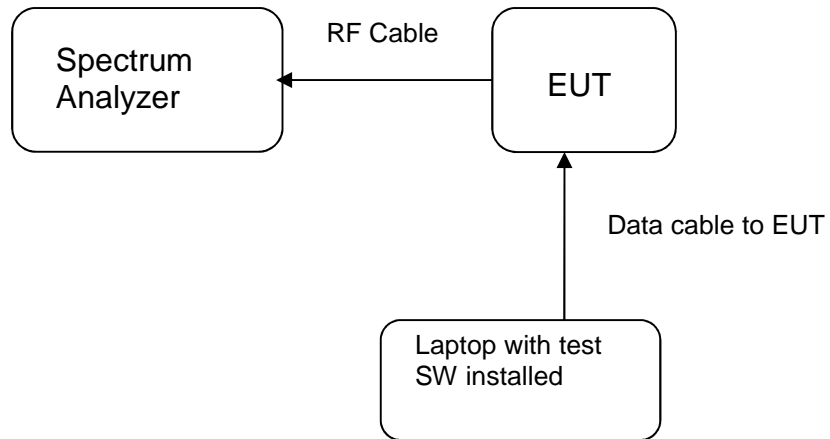 Spectrum
Analyzer
RF Cable
EUT
Data cable to EUT
Laptop with test
SW installed